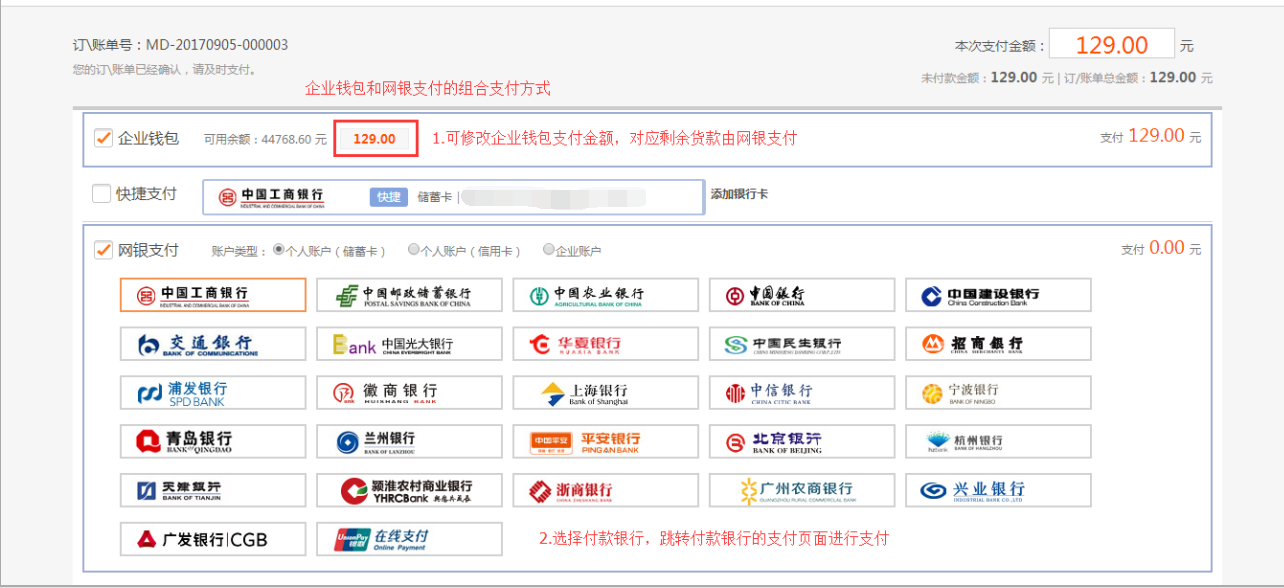 订\账单号：MD-20170905-000003
本次支付金额： 129.00 元
您的订\账单已经确认，请及时支付。
未付款金额：129.00 元 | 订/账单总金额：129.00 元
企业钱包和网银支付的组合支付方式
企业钱包 可用余额：44768.60 元 129.00 1.可修改企业钱包支付金额，对应剩余货款由网银支付 支付 129.00 元
快捷支付 中国工商银行 快捷 储蓄卡 | 添加银行卡
INDUSTRIAL AND COMMERCIAL BANK OF CHINA
网银支付 账户类型： 个人账户（储蓄卡） 个人账户（信用卡） 企业账户 支付 0.00 元
中国工商银行 中国邮政储蓄银行 中国农业银行 中国银行 中国建设银行
INDUSTRIAL AND COMMERCIAL BANK OF CHINA POSTAL SAVINGS BANK OF CHINA AGRICULTURAL BANK OF CHINA BANK OF CHINA China Construction Bank
交通银行 Bank 中国光大银行 华夏银行 中国民生银行 招商银行
BANK OF COMMUNICATIONS CHINA EVERBRIGHT BANK HUAXIA BANK CHINA MINSHENG BANKING CORP.,LTD CHINA MERCHANTS BANK
浦发银行 徽商银行 上海银行 中信银行 宁波银行
SPD BANK HUISHANG BANK Bank of Shanghai CHINA CITIC BANK BANK OF NINGBO
青岛银行 兰州银行 中国平安 平安银行 北京银行 杭州银行
BANK OF QINGDAO BANK OF LANZHOU PINGAN BANK BANK OF BEIJING hzBank BANK OF HANGZHOU
天津银行 颍淮农村商业银行 浙商银行 广州农商银行 兴业银行
BANK OF TIANJIN YHRCBank 与您共成长 CHINA ZHESHANG BANK GUANGZHOU RURAL COMMERCIAL BANK INDUSTRIAL BANK CO.,LTD
广发银行|CGB UnionPay 银联 在线支付 2.选择付款银行，跳转付款银行的支付页面进行支付
Online Payment